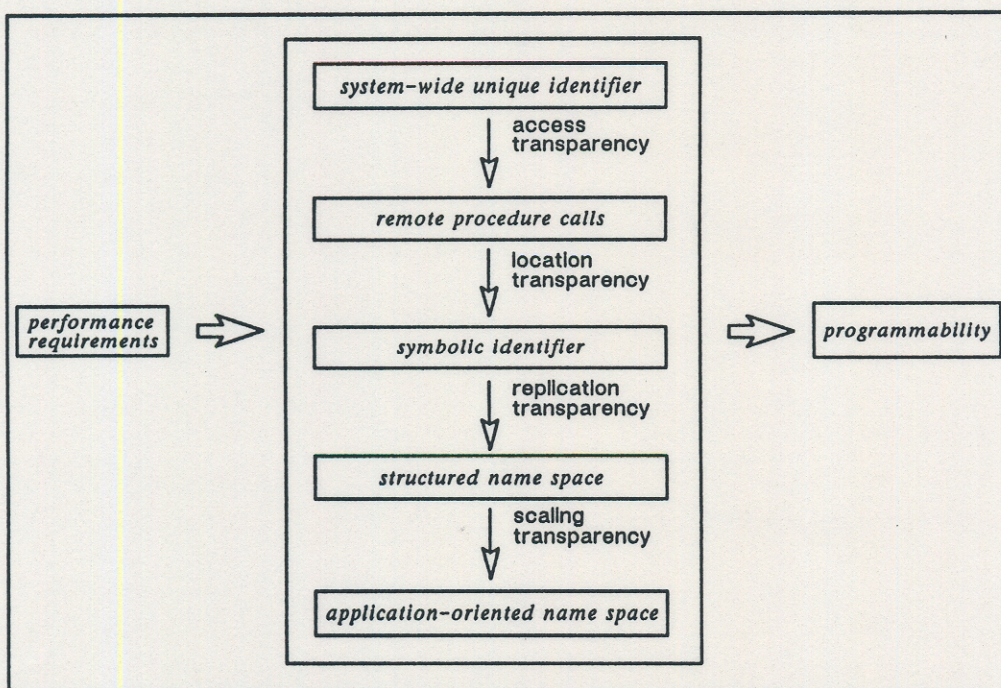 system-wide unique identifier
access
transparency
remote procedure calls
location
transparency
performance
requirements
symbolic identifier
programmability
replication
transparency
structured name space
scaling
transparency
application-oriented name space